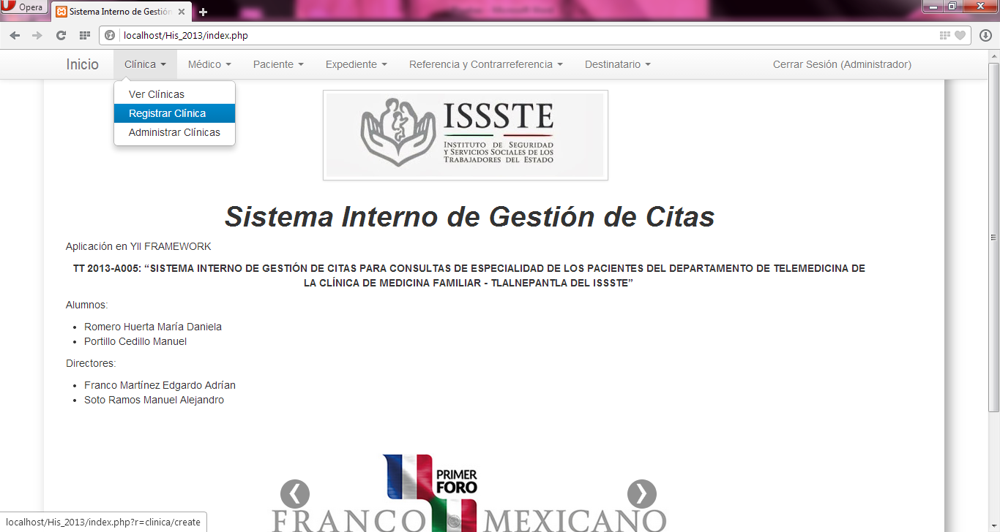 Opera
Sistema Interno de Gestión
localhost/His_2013/index.php
Inicio Clínica Médico Paciente Expediente Referencia y Contrarreferencia Destinatario Cerrar Sesión (Administrador)
Ver Clínicas
Registrar Clínica
Administrar Clínicas
ISSSTE
INSTITUTO DE SEGURIDAD
Y SERVICIOS SOCIALES DE LOS
TRABAJADORES DEL ESTADO
Sistema Interno de Gestión de Citas
Aplicación en YII FRAMEWORK
TT 2013-A005: “SISTEMA INTERNO DE GESTIÓN DE CITAS PARA CONSULTAS DE ESPECIALIDAD DE LOS PACIENTES DEL DEPARTAMENTO DE TELEMEDICINA DE
LA CLÍNICA DE MEDICINA FAMILIAR - TLALNEPANTLA DEL ISSSTE”
Alumnos:
• Romero Huerta María Daniela
• Portillo Cedillo Manuel
Directores:
• Franco Martínez Edgardo Adrián
• Soto Ramos Manuel Alejandro
PRIMER
FORO
FRANCO MEXICANO
localhost/His_2013/index.php?r=clinica/create